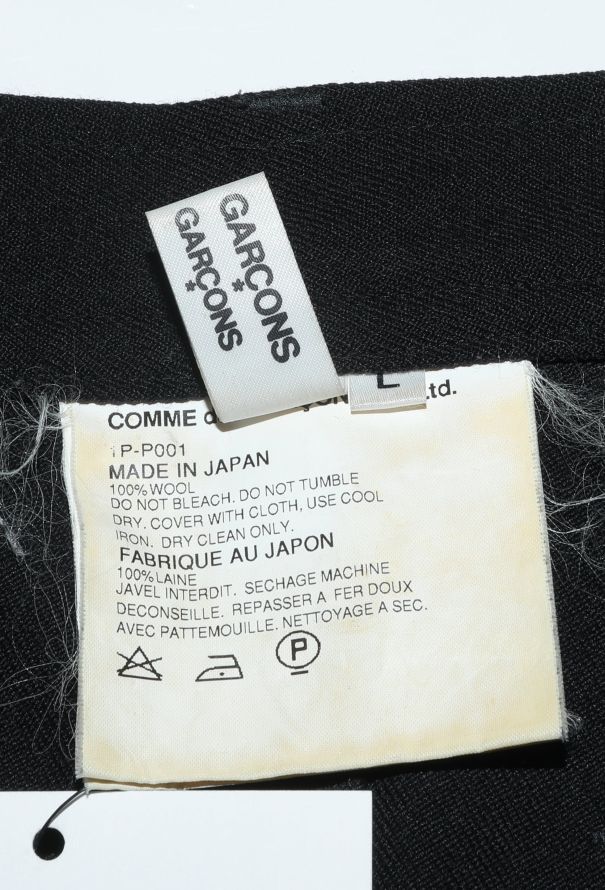 GARÇONS
*
GARÇONS
*
L
COMME d ÇON Ltd.
1P-P001
MADE IN JAPAN
100% WOOL
DO NOT BLEACH. DO NOT TUMBLE
DRY. COVER WITH CLOTH, USE COOL
IRON. DRY CLEAN ONLY.
FABRIQUE AU JAPON
100% LAINE
JAVEL INTERDIT. SECHAGE MACHINE
DECONSEILLE. REPASSER A FER DOUX
AVEC PATTEMOUILLE. NETTOYAGE A SEC.
P